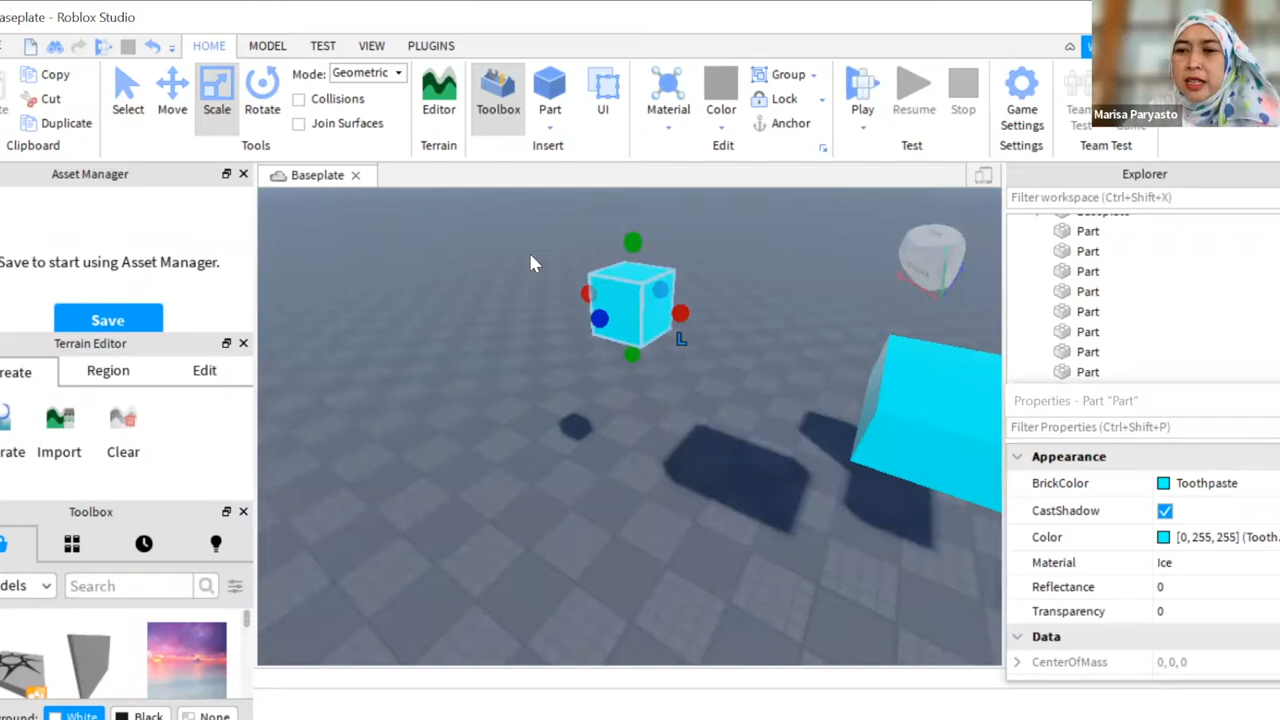 aseplate - Roblox Studio
HOME
MODEL
TEST
VIEW
PLUGINS
Copy
Cut
Duplicate
Clipboard
Select
Move
Scale
Rotate
Mode: Geometric
Collisions
Join Surfaces
Tools
Editor
Terrain
Toolbox
Part
UI
Insert
Material
Color
Group
Lock
Anchor
Edit
Play
Resume
Stop
Test
Game
Settings
Settings
Team
Test
Team Test
Marisa Paryasto
Asset Manager
Save to start using Asset Manager.
Save
Terrain Editor
reate
Region
Edit
rate
Import
Clear
Toolbox
dels
Search
round:
White
Black
None
Baseplate
L
Explorer
Filter workspace (Ctrl+Shift+X)
Baseplate
Part
Part
Part
Part
Part
Part
Part
Part
Properties - Part "Part"
Filter Properties (Ctrl+Shift+P)
Appearance
BrickColor Toothpaste
CastShadow
Color [0, 255, 255] (Tooth.
Material Ice
Reflectance 0
Transparency 0
Data
CenterOfMass 0, 0, 0